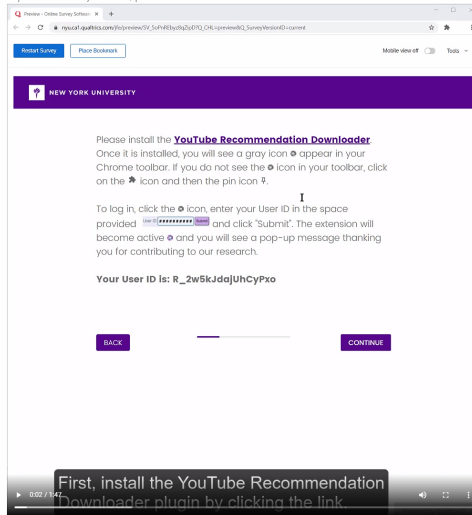 Preview - Online Survey Software
nyu.ca1.qualtrics.com/jfe/preview/SV_5oPnREbyzBqZipD?Q_CHL=preview&Q_SurveyVersionID=current
Restart Survey
Place Bookmark
Mobile view off
Tools
NEW YORK UNIVERSITY
Please install the YouTube Recommendation Downloader.
Once it is installed, you will see a gray icon appear in your
Chrome toolbar. If you do not see the icon in your toolbar, click
on the icon and then the pin icon.
To log in, click the icon, enter your User ID in the space
provided User ID ########## Submit and click "Submit". The extension will
become active and you will see a pop-up message thanking
you for contributing to our research.
Your User ID is: R_2w5kJdajUhCyPxo
BACK
CONTINUE
First, install the YouTube Recommendation
Downloader plugin by clicking the link.
0:02 / 1:47